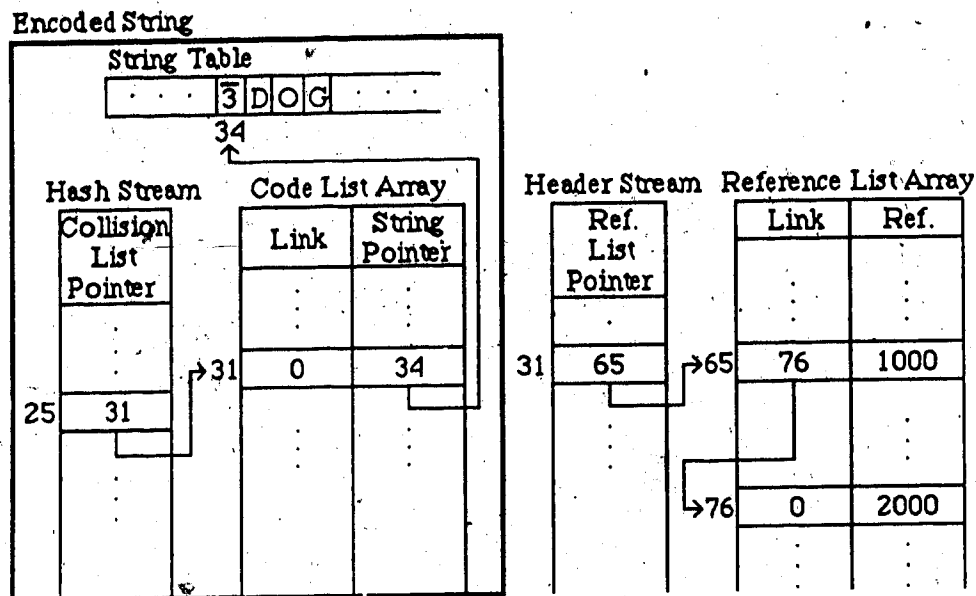 Encoded String
String Table
. . . 3̅ D O G . . .
34
Hash Stream Code List Array Header Stream Reference List Array
Collision List Pointer
Link String Pointer
Ref. List Pointer
Link Ref.
31 0 34
31 65
65 76 1000
25 31
76 0 2000